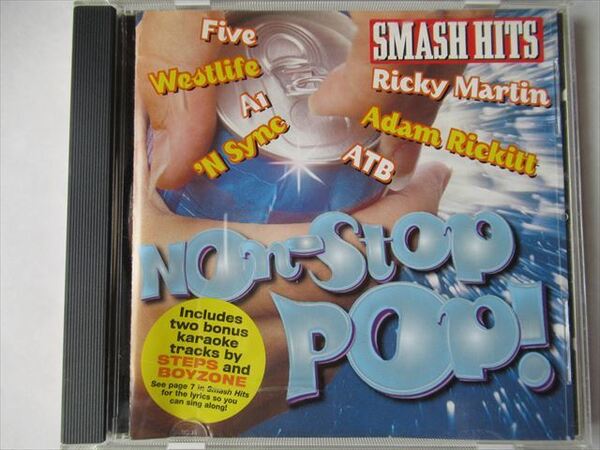 Five
Westlife
A1
'N Sync
SMASH HITS
Ricky Martin
Adam Rickitt
ATB
Non-Stop
POP!
Includes
two bonus
karaoke
tracks by
STEPS and
BOYZONE
See page 7 in Smash Hits
for the lyrics so you
can sing along!